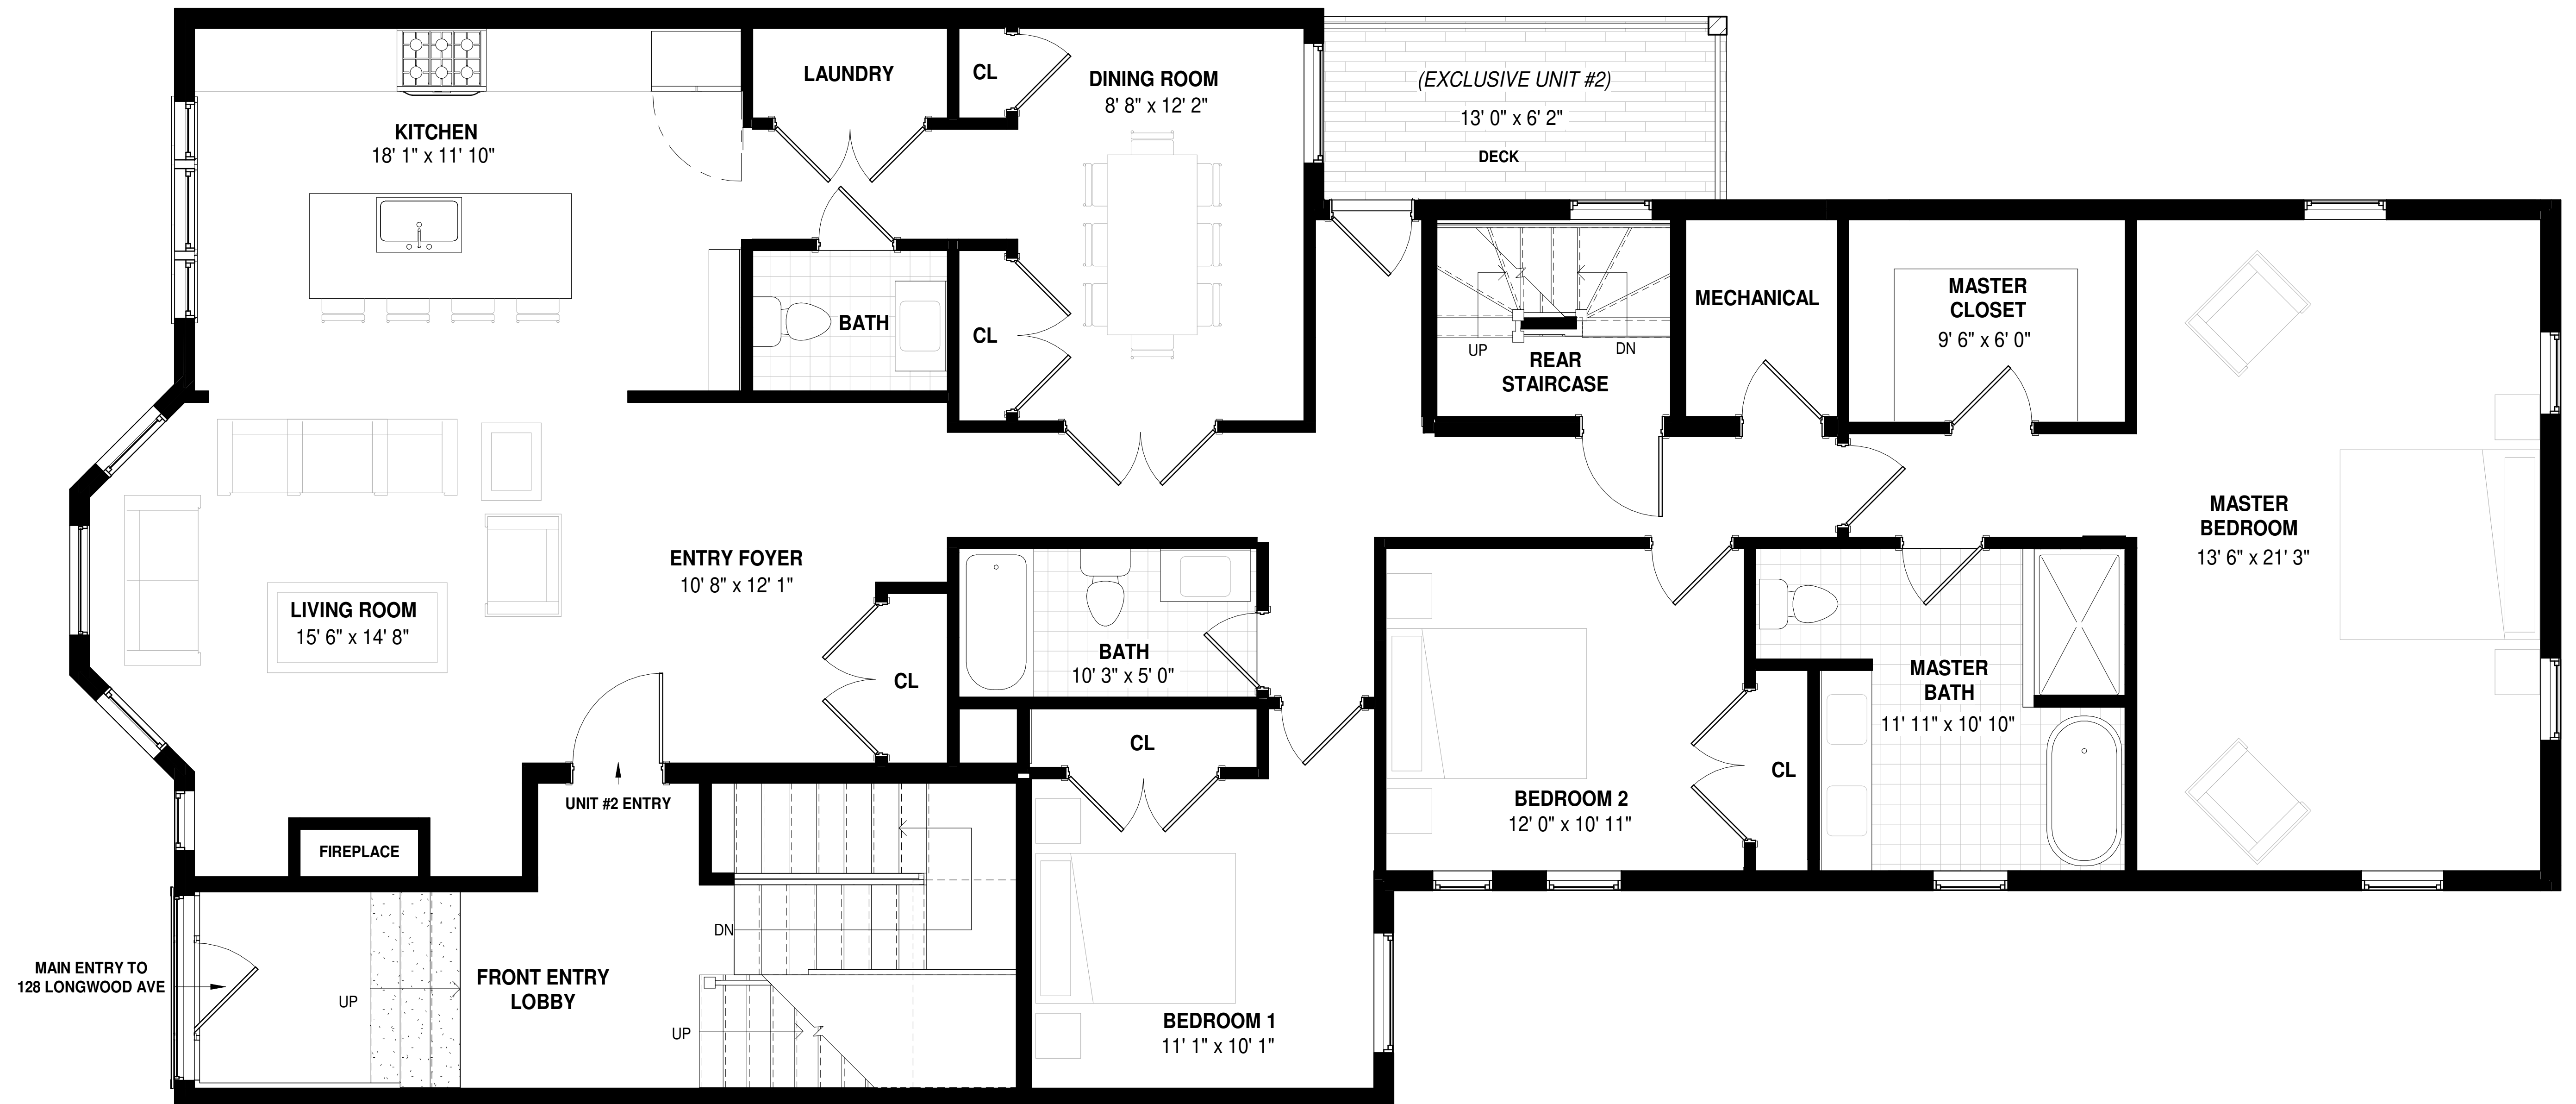 KITCHEN
18' 1" x 11' 10"
LAUNDRY
CL
DINING ROOM
8' 8" x 12' 2"
(EXCLUSIVE UNIT #2)
13' 0" x 6' 2"
DECK
BATH
CL
UP
DN
REAR
STAIRCASE
MECHANICAL
MASTER
CLOSET
9' 6" x 6' 0"
MASTER
BEDROOM
13' 6" x 21' 3"
LIVING ROOM
15' 6" x 14' 8"
ENTRY FOYER
10' 8" x 12' 1"
CL
BATH
10' 3" x 5' 0"
CL
MASTER
BATH
11' 11" x 10' 10"
CL
BEDROOM 2
12' 0" x 10' 11"
UNIT #2 ENTRY
FIREPLACE
MAIN ENTRY TO
128 LONGWOOD AVE
UP
FRONT ENTRY
LOBBY
DN
UP
BEDROOM 1
11' 1" x 10' 1"